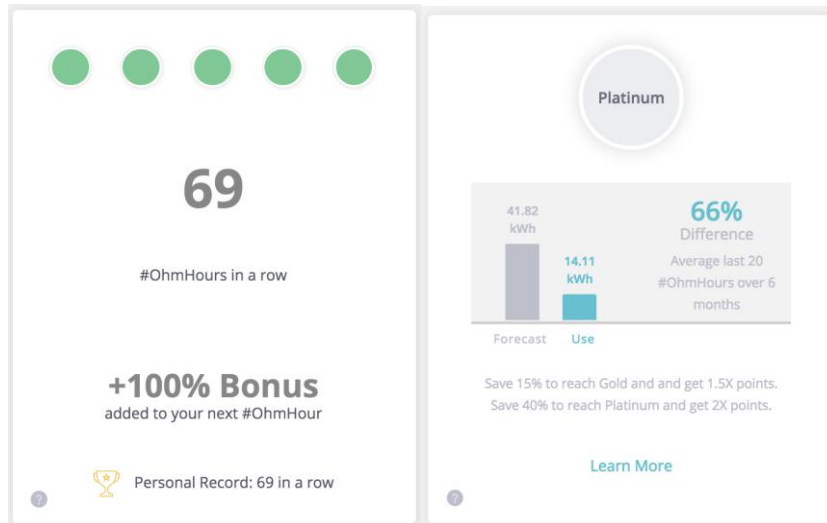 69
#OhmHours in a row
+100% Bonus
added to your next #OhmHour
Personal Record: 69 in a row
?
Platinum
41.82
kWh
14.11
kWh
Forecast
Use
66%
Difference
Average last 20
#OhmHours over 6
months
Save 15% to reach Gold and and get 1.5X points.
Save 40% to reach Platinum and get 2X points.
Learn More
?